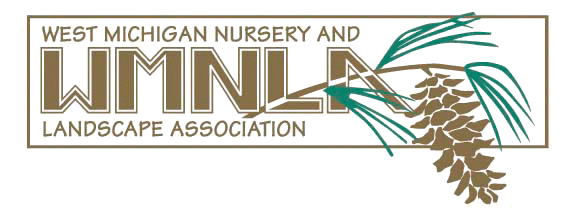 WEST MICHIGAN NURSERY AND
WMNLA
LANDSCAPE ASSOCIATION